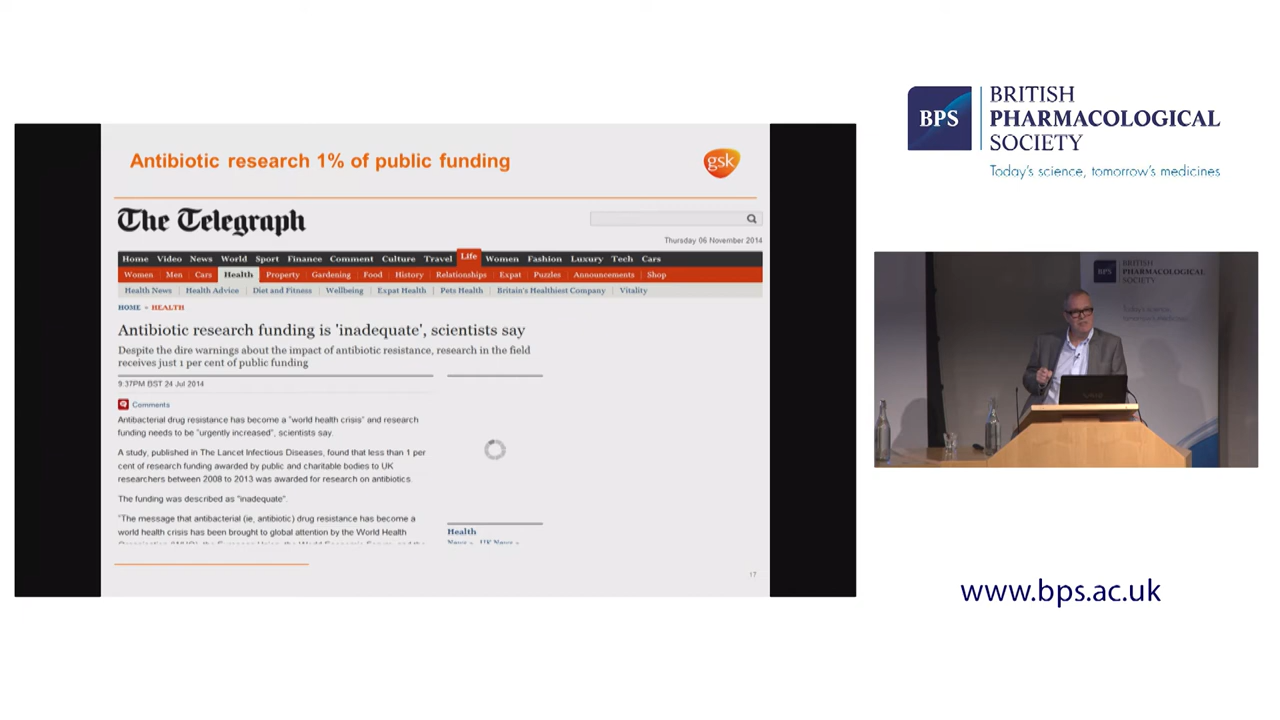 Antibiotic research 1% of public funding
gsk
The Telegraph
Thursday 06 November 2014
Home Video News World Sport Finance Comment Culture Travel Life Women Fashion Luxury Tech Cars
Women Men Cars Health Property Gardening Food History Relationships Expat Puzzles Announcements Shop
Health News Health Advice Diet and Fitness Wellbeing Expat Health Pets Health Britain's Healthiest Company Vitality
HOME » HEALTH
Antibiotic research funding is 'inadequate', scientists say
Despite the dire warnings about the impact of antibiotic resistance, research in the field
receives just 1 per cent of public funding
9:37PM BST 24 Jul 2014
Comments
Antibacterial drug resistance has become a "world health crisis" and research
funding needs to be "urgently increased", scientists say.
A study, published in The Lancet Infectious Diseases, found that less than 1 per
cent of research funding awarded by public and charitable bodies to UK
researchers between 2008 to 2013 was awarded for research on antibiotics
The funding was described as "inadequate".
"The message that antibacterial (ie, antibiotic) drug resistance has become a
world health crisis has been brought to global attention by the World Health
Health
17
BPS
BRITISH
PHARMACOLOGICAL
SOCIETY
Today's science, tomorrow's medicines
BPS
BRITISH
PHARMACOLOGICAL
SOCIETY
Today's science,
tomorrow's medicines
www.bps.ac.uk